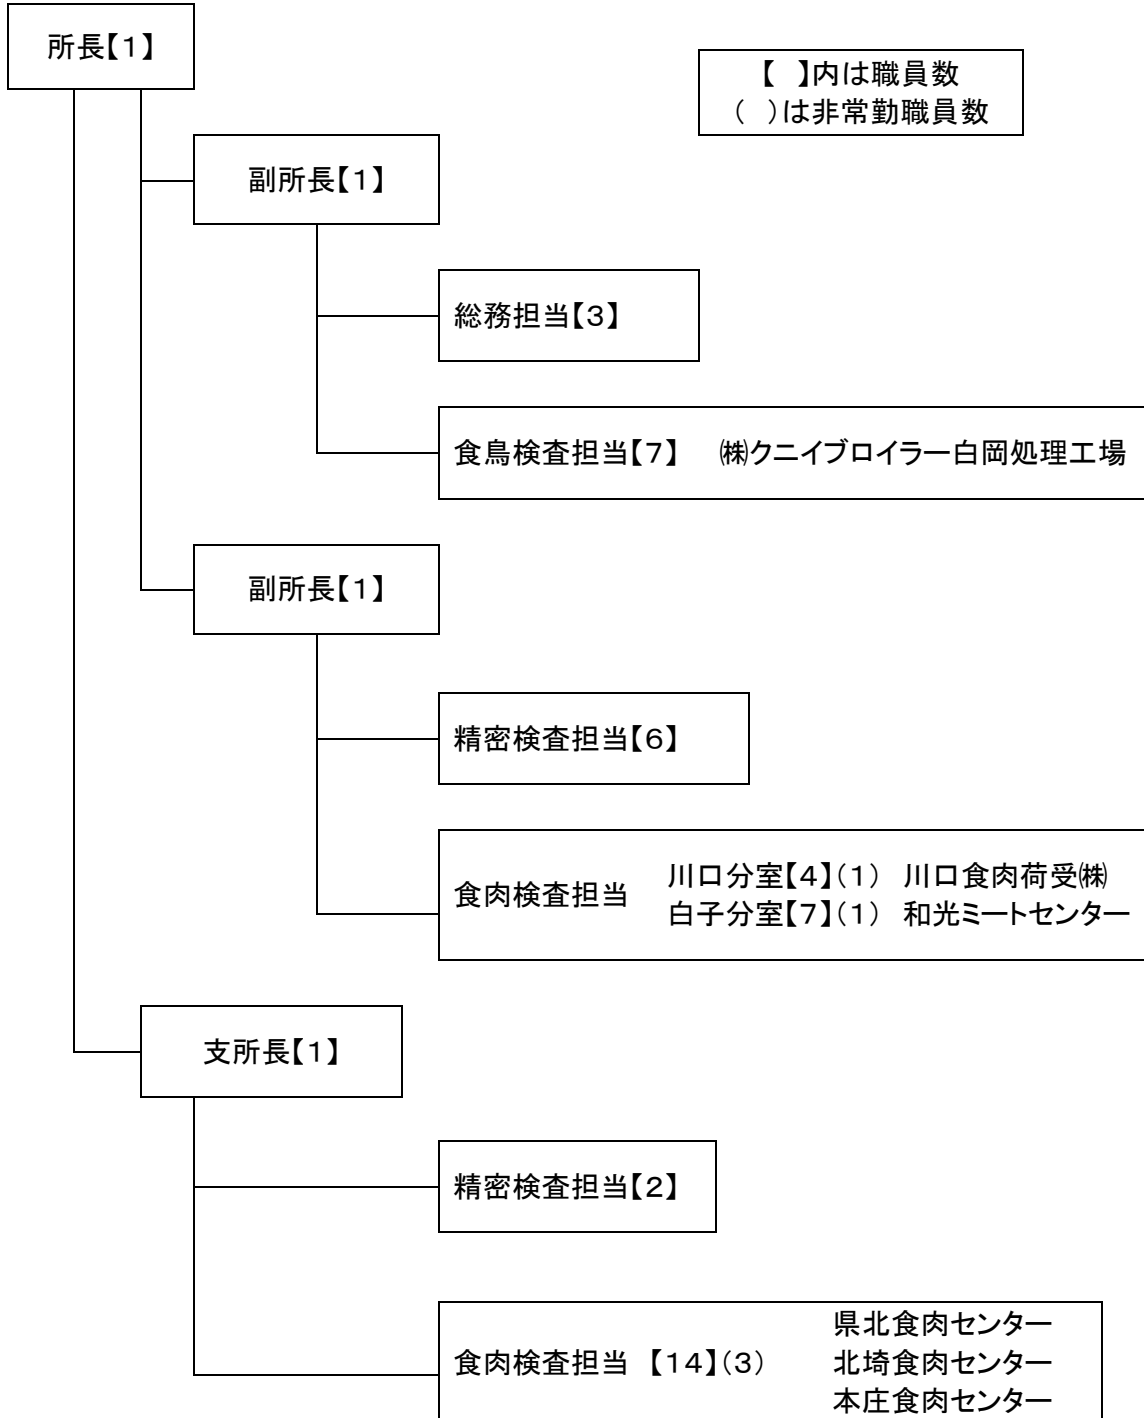 所長【1】
【　】内は職員数
（　）は非常勤職員数
副所長【1】
総務担当【3】
食鳥検査担当【7】　㈱クニイブロイラー白岡処理工場
副所長【1】
精密検査担当【6】
食肉検査担当
川口分室【4】（1）　川口食肉荷受㈱
白子分室【7】（1）　和光ミートセンター
支所長【1】
精密検査担当【2】
県北食肉センター
食肉検査担当　【14】（3）　北埼食肉センター
本庄食肉センター